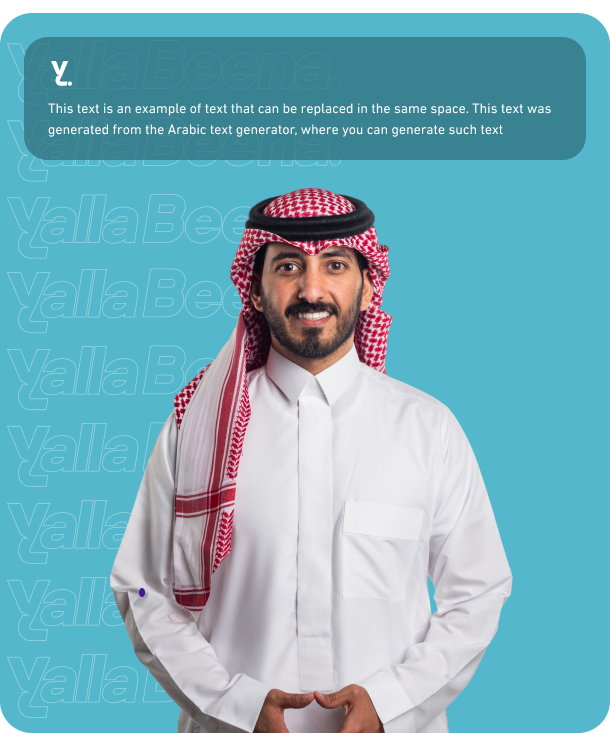 Y.
This text is an example of text that can be replaced in the same space. This text was
generated from the Arabic text generator, where you can generate such text
YallaBeena.
YallaBeena.
YallaBee
YallaBee
YallaBe
Yalla
Yalla
Yalla
Yalla